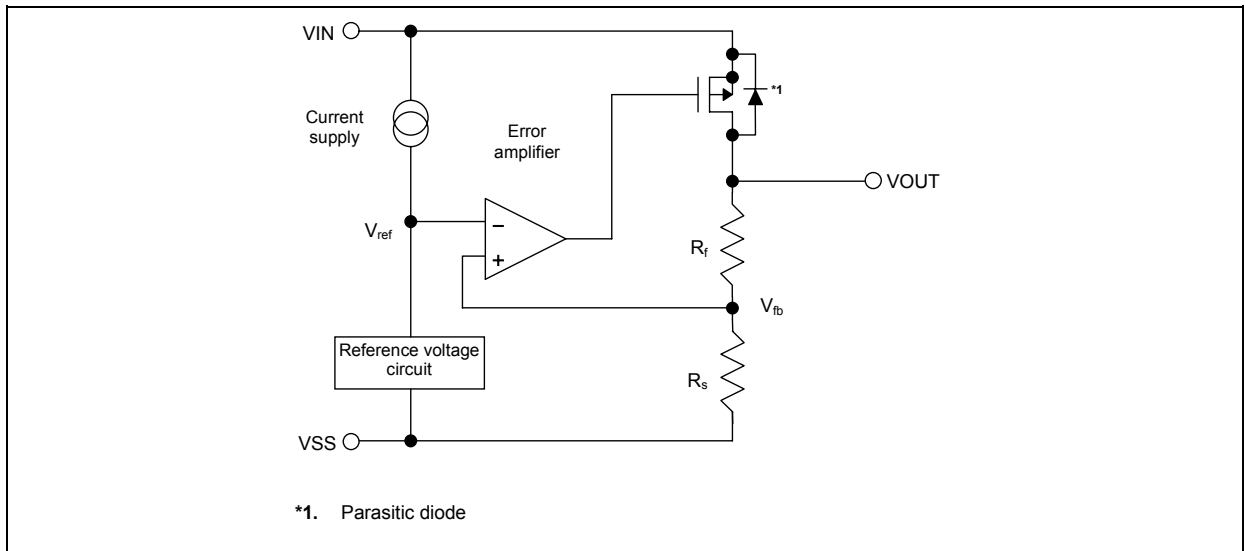 VIN
*1
Current
supply
Error
amplifier
VOUT
Vref
−
+
Rf
Vfb
Reference voltage
circuit
Rs
VSS
*1. Parasitic diode